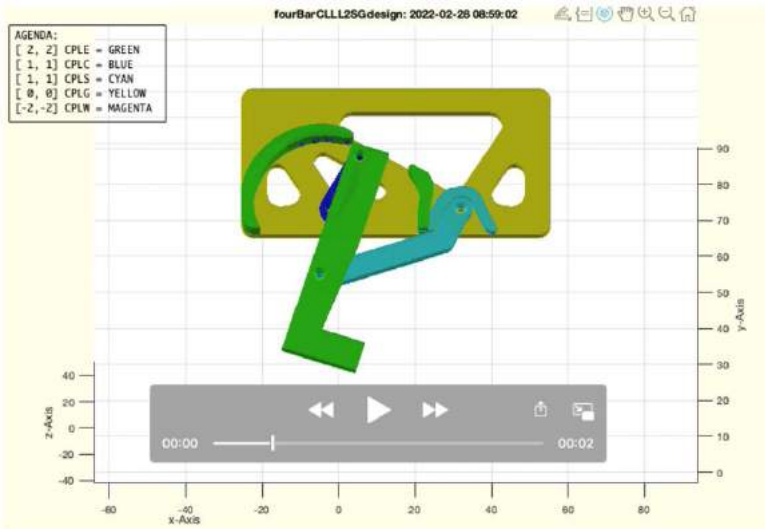 fourBarCLLL2SGdesign: 2022-02-28 08:59:02
AGENDA:
[ 2, 2] CPLE = GREEN
[ 1, 1] CPLC = BLUE
[ 1, 1] CPLS = CYAN
[ 0, 0] CPLG = YELLOW
[-2,-2] CPLW = MAGENTA
90
80
70
60
50
40
30
20
10
0
y-Axis
40
20
0
-20
-40
z-Axis
00:00
00:02
-60
-40
-20
0
20
40
60
80
x-Axis